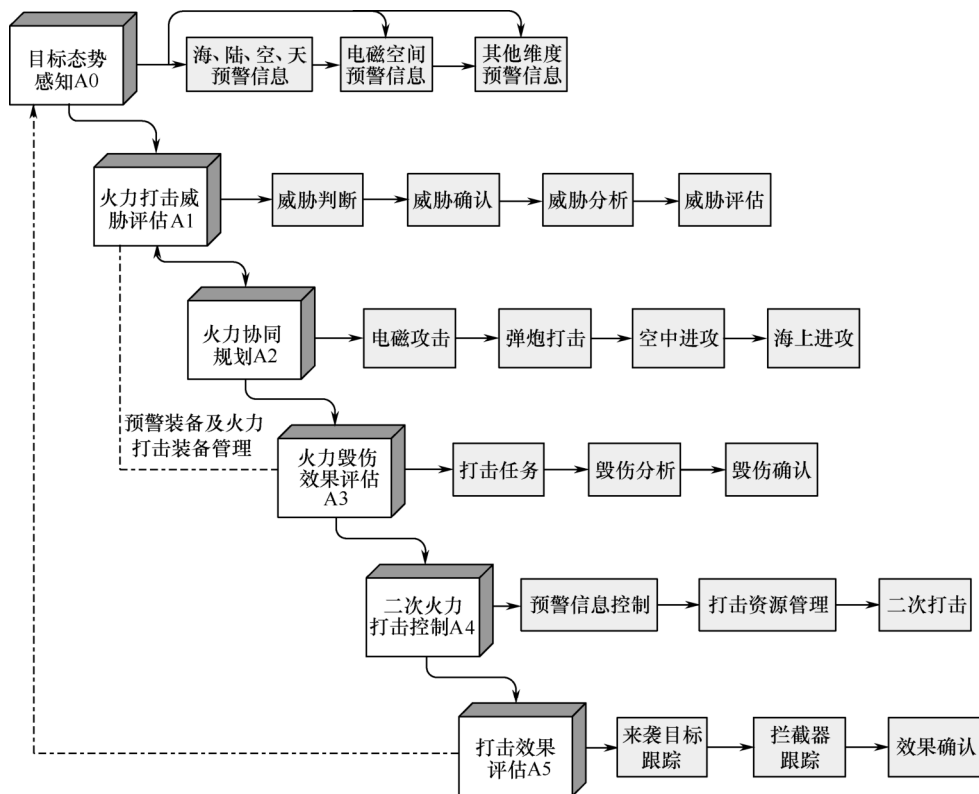 目标态势
感知A0
海、陆、空、天
预警信息
电磁空间
预警信息
其他维度
预警信息
火力打击威
胁评估A1
威胁判断
威胁确认
威胁分析
威胁评估
火力协同
规划A2
电磁攻击
弹炮打击
空中进攻
海上进攻
预警装备及火力
打击装备管理
火力毁伤
效果评估
A3
打击任务
毁伤分析
毁伤确认
二次火力
打击控制A4
预警信息控制
打击资源管理
二次打击
打击效果
评估A5
来袭目标
跟踪
拦截器
跟踪
效果确认